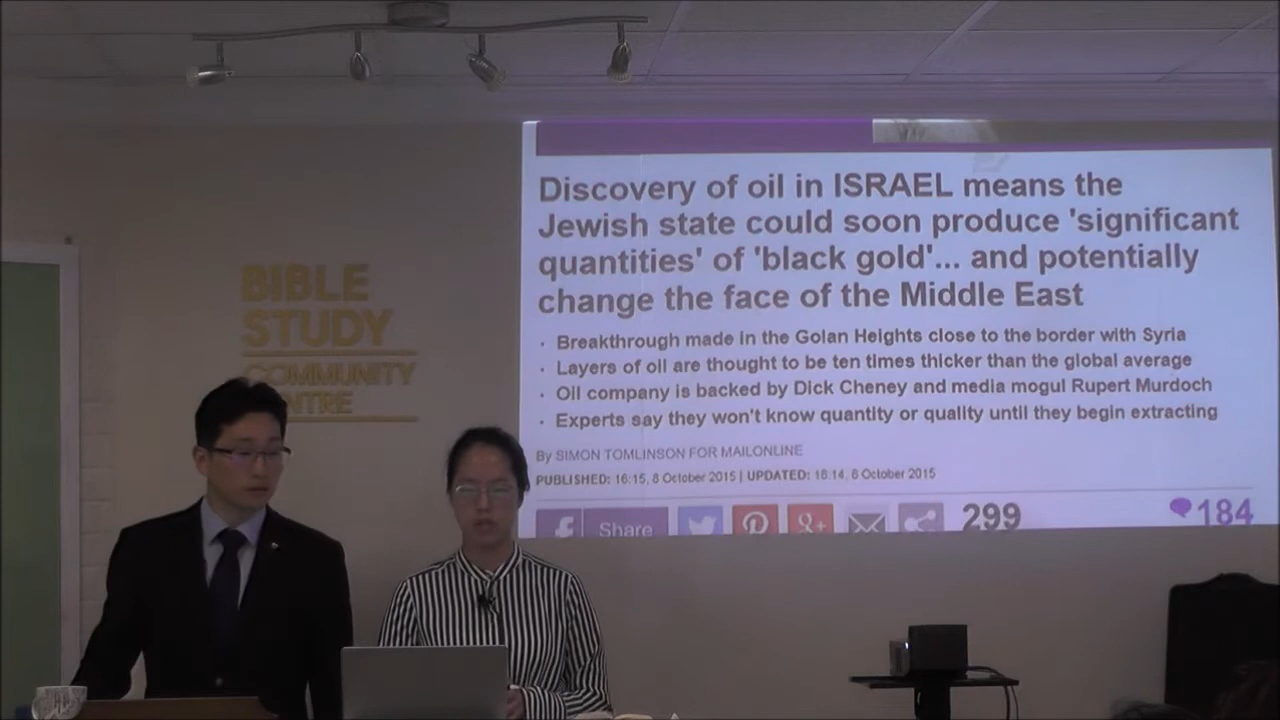 BIBLE
STUDY
COMMUNITY
NTRE
Discovery of oil in ISRAEL means the
Jewish state could soon produce 'significant
quantities' of 'black gold'... and potentially
change the face of the Middle East
· Breakthrough made in the Golan Heights close to the border with Syria
· Layers of oil are thought to be ten times thicker than the global average
· Oil company is backed by Dick Cheney and media mogul Rupert Murdoch
· Experts say they won't know quantity or quality until they begin extracting
By SIMON TOMLINSON FOR MAILONLINE
PUBLISHED: 16:15, 8 October 2015 | UPDATED: 18:14, 8 October 2015
f Share 299 184